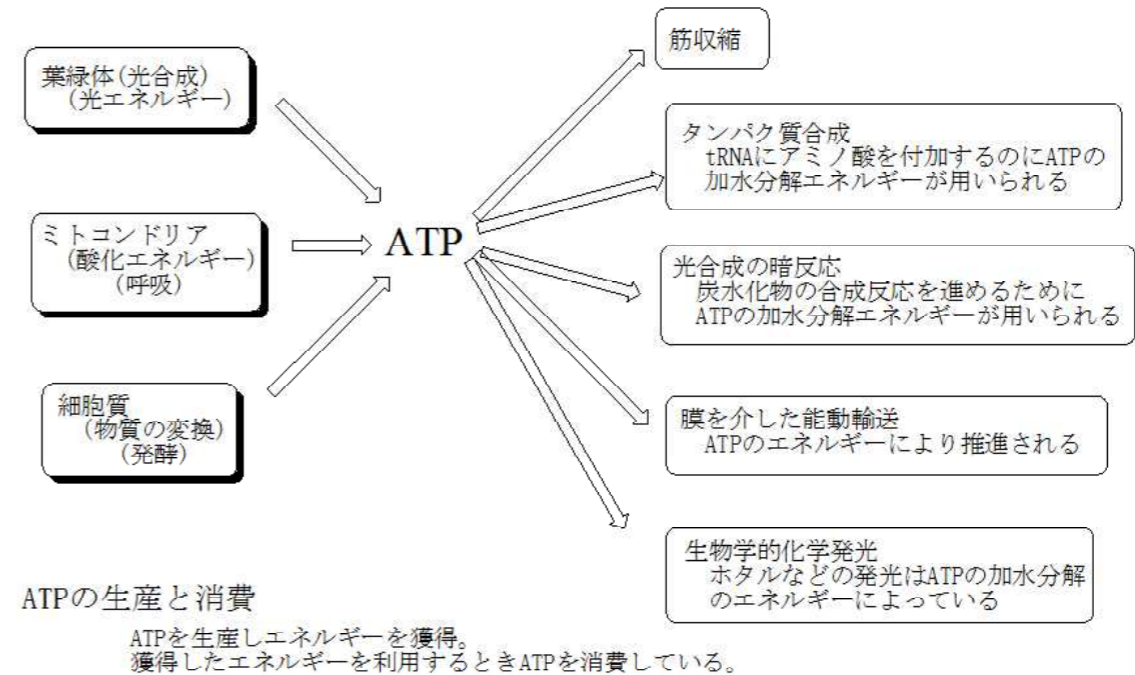 葉緑体(光合成)
(光エネルギー)
ミトコンドリア
(酸化エネルギー)
(呼吸)
細胞質
(物質の変換)
(発酵)
ATP
筋収縮
タンパク質合成
tRNAにアミノ酸を付加するのにATPの
加水分解エネルギーが用いられる
光合成の暗反応
炭水化物の合成反応を進めるために
ATPの加水分解エネルギーが用いられる
膜を介した能動輸送
ATPのエネルギーにより推進される
生物学的化学発光
ホタルなどの発光はATPの加水分解
のエネルギーによっている
ATPの生産と消費
ATPを生産しエネルギーを獲得。
獲得したエネルギーを利用するときATPを消費している。